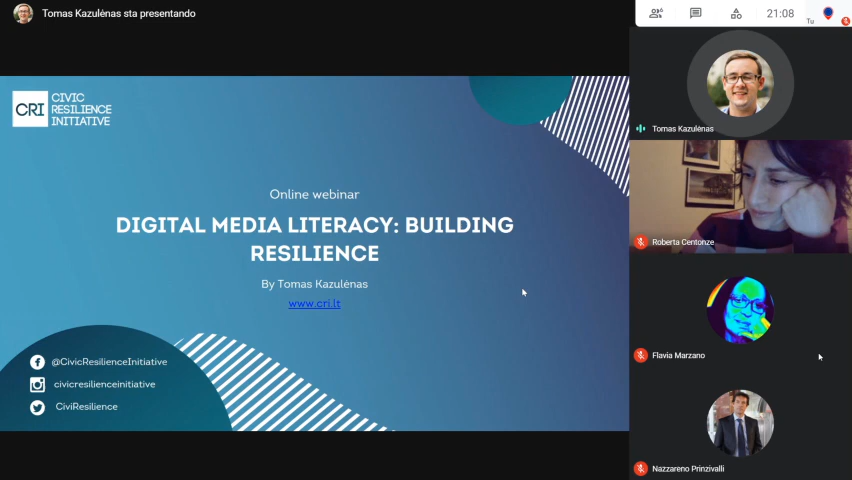 Tomas Kazulėnas sta presentando
21:08
Tu
CRI
CIVIC
RESILIENCE
INITIATIVE
Online webinar
DIGITAL MEDIA LITERACY: BUILDING
RESILIENCE
By Tomas Kazulėnas
www.cri.lt
@CivicResilienceInitiative
civicresilienceinitiative
CiviResilience
Tomas Kazulėnas
Roberta Centonze
Flavia Marzano
Nazzareno Prinzivalli